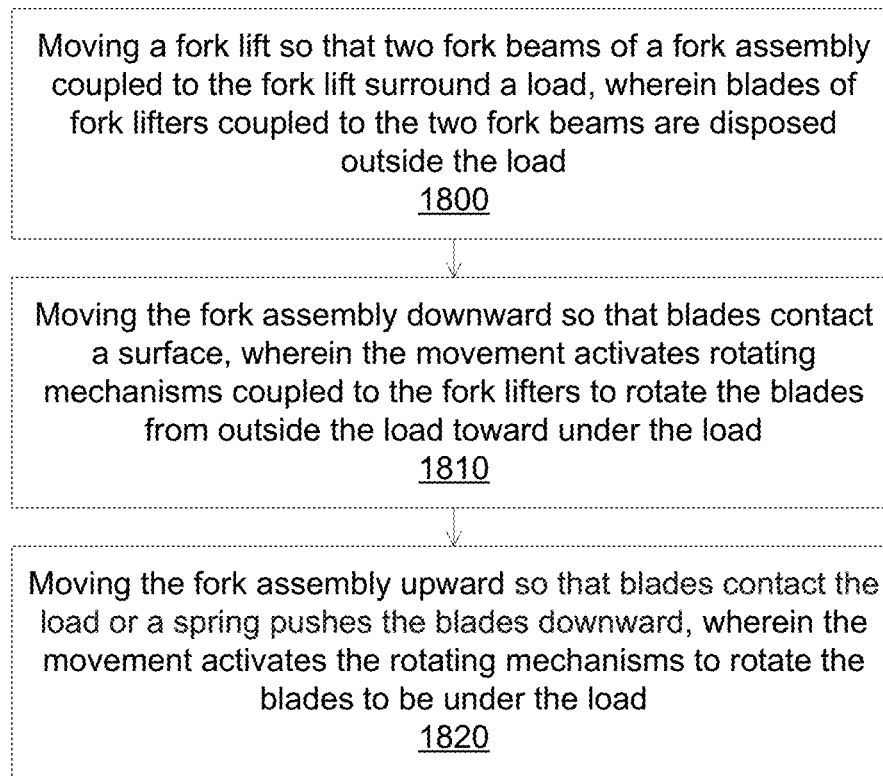 Moving a fork lift so that two fork beams of a fork assembly
coupled to the fork lift surround a load, wherein blades of
fork lifters coupled to the two fork beams are disposed
outside the load
1800
Moving the fork assembly downward so that blades contact
a surface, wherein the movement activates rotating
mechanisms coupled to the fork lifters to rotate the blades
from outside the load toward under the load
1810
Moving the fork assembly upward so that blades contact the
load or a spring pushes the blades downward, wherein the
movement activates the rotating mechanisms to rotate the
blades to be under the load
1820